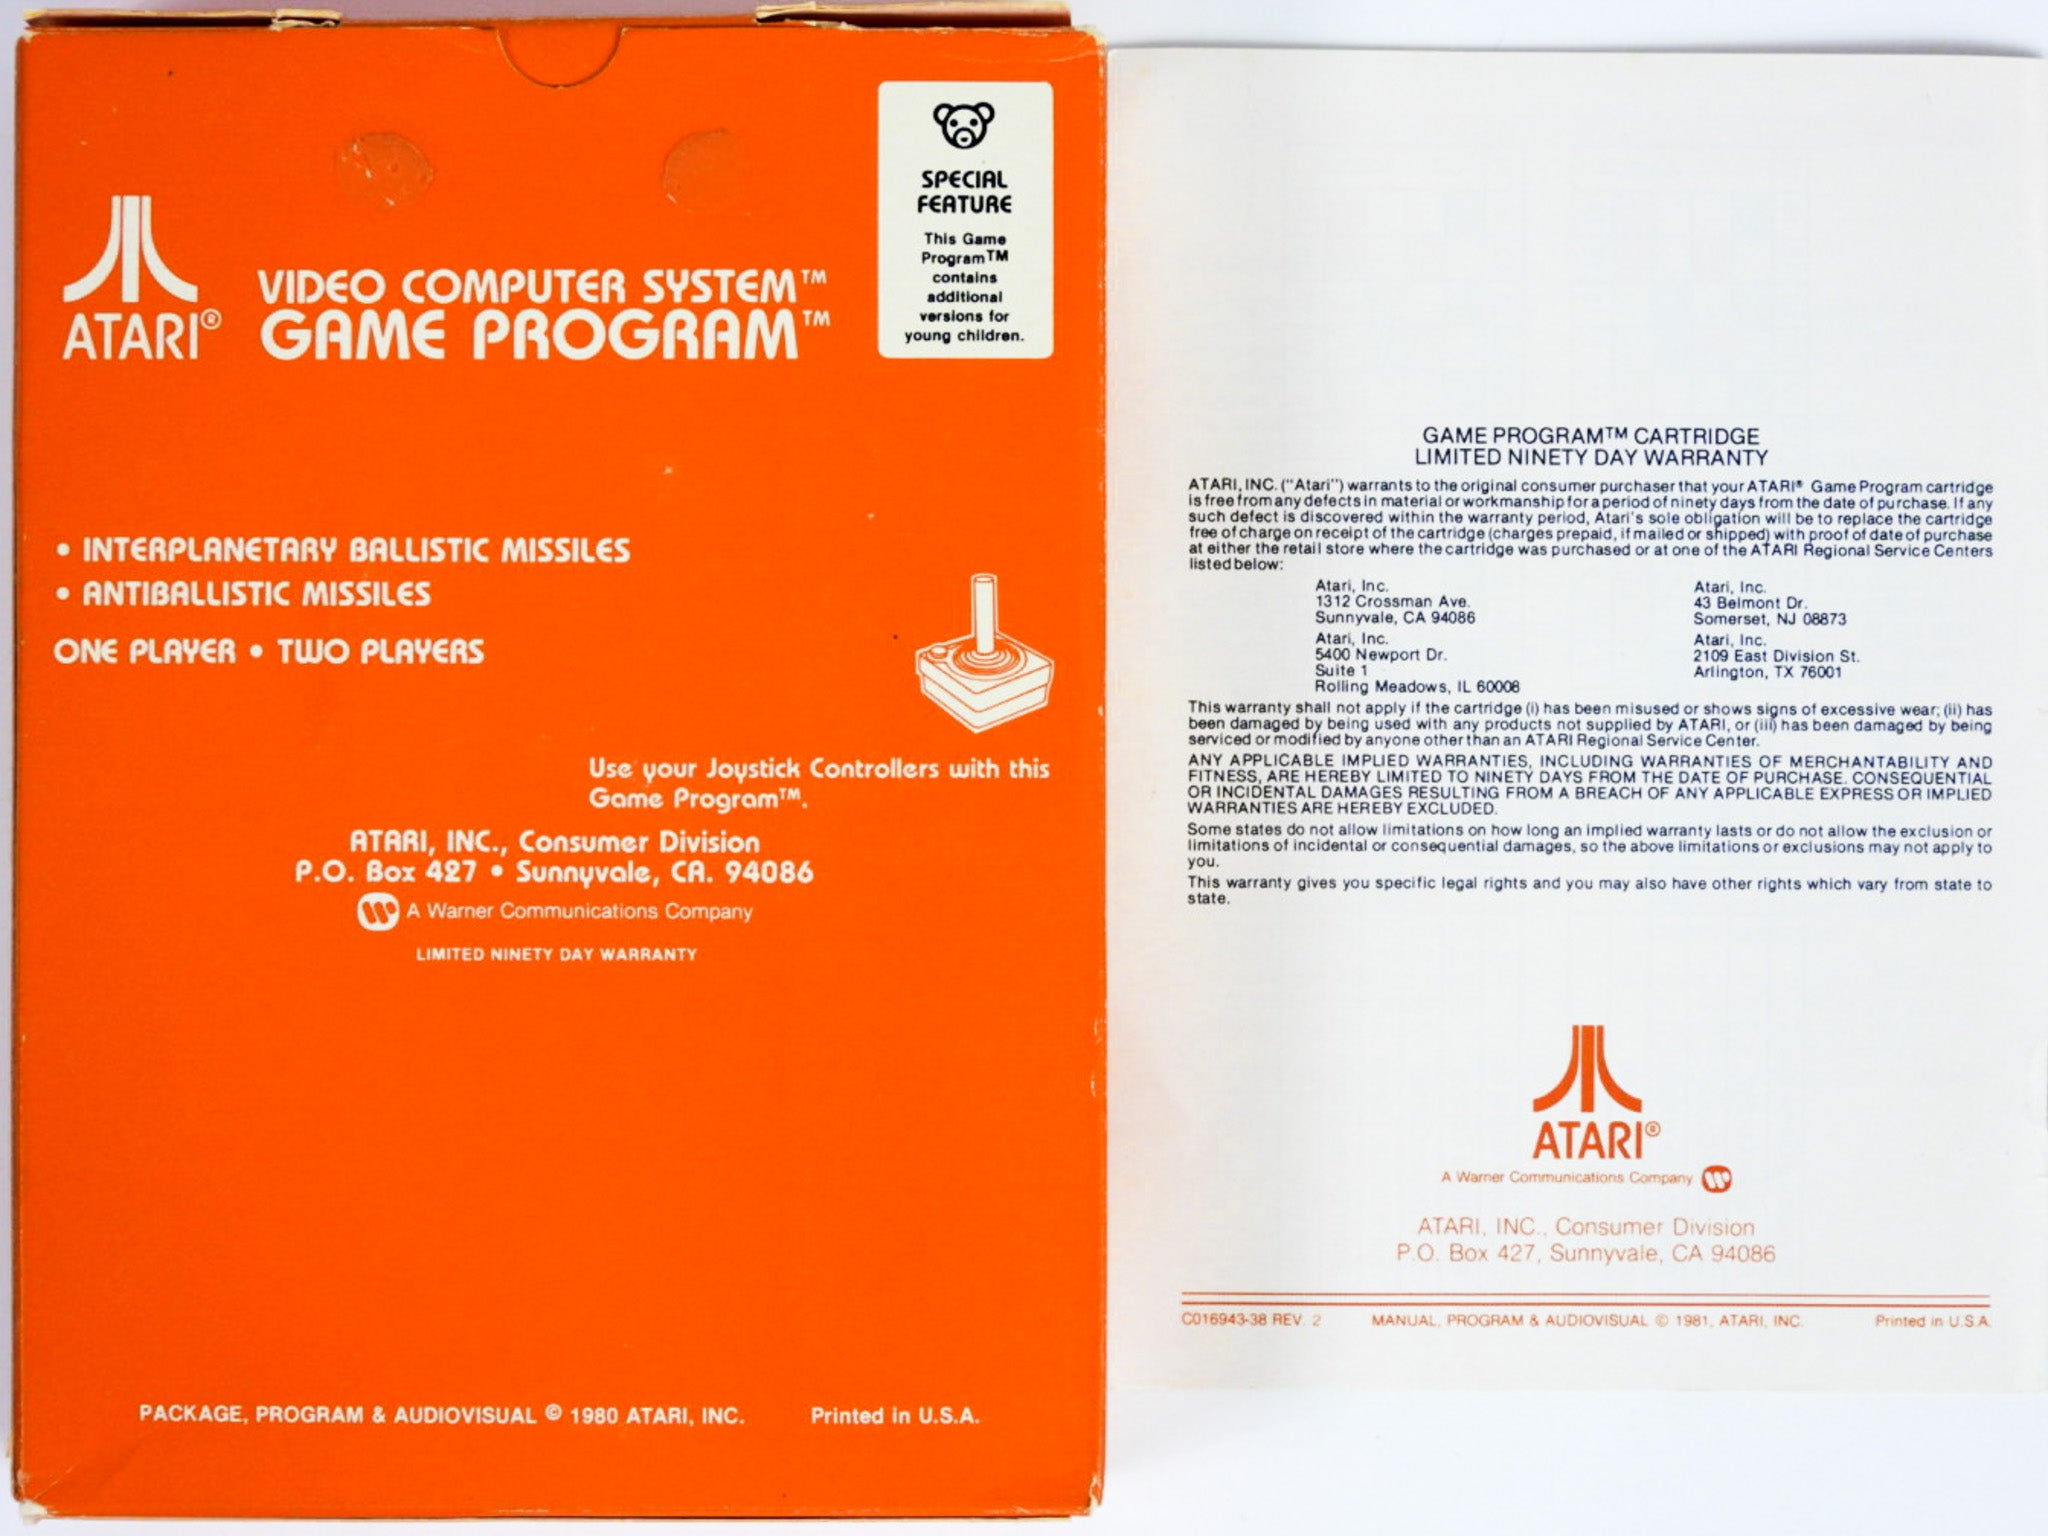 SPECIAL
FEATURE
This Game
Program™
contains
additional
versions for
young children.
ATARI®
VIDEO COMPUTER SYSTEM™
GAME PROGRAM™
• INTERPLANETARY BALLISTIC MISSILES
• ANTIBALLISTIC MISSILES
ONE PLAYER • TWO PLAYERS
Use your Joystick Controllers with this
Game Program™.
ATARI, INC., Consumer Division
P.O. Box 427 • Sunnyvale, CA. 94086
A Warner Communications Company
LIMITED NINETY DAY WARRANTY
PACKAGE, PROGRAM & AUDIOVISUAL © 1980 ATARI, INC. Printed in U.S.A.
GAME PROGRAM™ CARTRIDGE
LIMITED NINETY DAY WARRANTY
ATARI, INC. ("Atari") warrants to the original consumer purchaser that your ATARI® Game Program cartridge
is free from any defects in material or workmanship for a period of ninety days from the date of purchase. If any
such defect is discovered within the warranty period, Atari's sole obligation will be to replace the cartridge
free of charge on receipt of the cartridge (charges prepaid, if mailed or shipped) with proof of date of purchase
at either the retail store where the cartridge was purchased or at one of the ATARI Regional Service Centers
listed below:
Atari, Inc.
1312 Crossman Ave.
Sunnyvale, CA 94086
Atari, Inc.
5400 Newport Dr.
Suite 1
Rolling Meadows, IL 60008
Atari, Inc.
43 Belmont Dr.
Somerset, NJ 08873
Atari, Inc.
2109 East Division St.
Arlington, TX 76001
This warranty shall not apply if the cartridge (i) has been misused or shows signs of excessive wear; (ii) has
been damaged by being used with any products not supplied by ATARI, or (iii) has been damaged by being
serviced or modified by anyone other than an ATARI Regional Service Center.
ANY APPLICABLE IMPLIED WARRANTIES, INCLUDING WARRANTIES OF MERCHANTABILITY AND
FITNESS, ARE HEREBY LIMITED TO NINETY DAYS FROM THE DATE OF PURCHASE. CONSEQUENTIAL
OR INCIDENTAL DAMAGES RESULTING FROM A BREACH OF ANY APPLICABLE EXPRESS OR IMPLIED
WARRANTIES ARE HEREBY EXCLUDED.
Some states do not allow limitations on how long an implied warranty lasts or do not allow the exclusion or
limitations of incidental or consequential damages, so the above limitations or exclusions may not apply to
you.
This warranty gives you specific legal rights and you may also have other rights which vary from state to
state.
ATARI®
A Warner Communications Company
ATARI, INC., Consumer Division
P.O. Box 427, Sunnyvale, CA 94086
C016943-38 REV. 2 MANUAL, PROGRAM & AUDIOVISUAL © 1981, ATARI, INC. Printed in U.S.A.